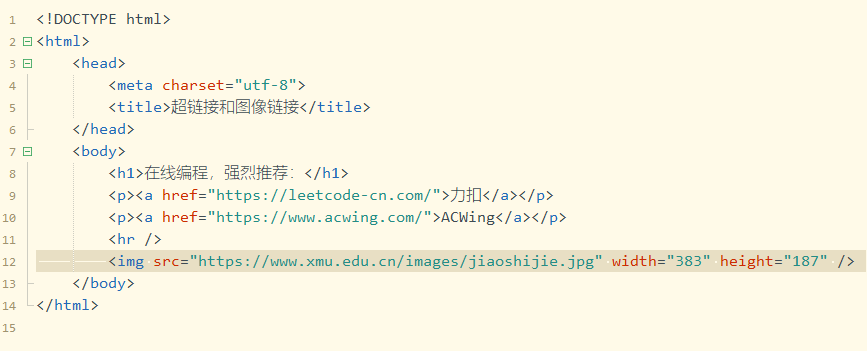 1 <!DOCTYPE html>
2 <html>
3 <head>
4 <meta charset="utf-8">
5 <title>超链接和图像链接</title>
6 </head>
7 <body>
8 <h1>在线编程，强烈推荐：</h1>
9 <p><a href="https://leetcode-cn.com/">力扣</a></p>
10 <p><a href="https://www.acwing.com/">ACWing</a></p>
11 <hr />
12 <img src="https://www.xmu.edu.cn/images/jiaoshijie.jpg" width="383" height="187" />
13 </body>
14 </html>
15